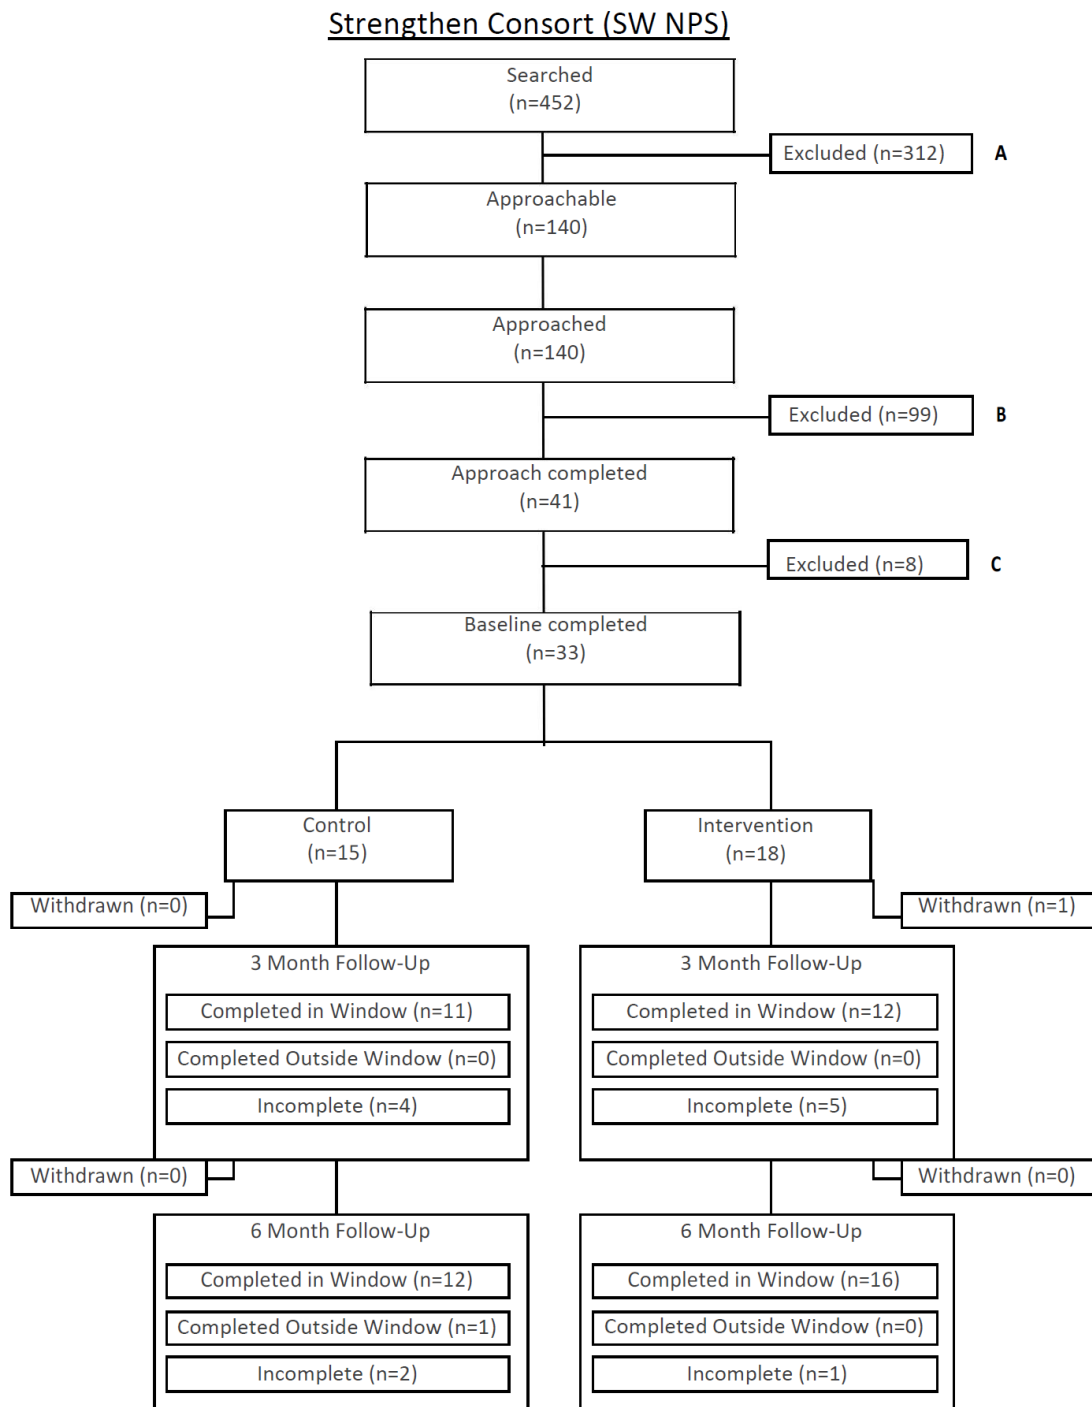 Strengthen Consort (SW NPS)
Searched
(n=452)
Excluded (n=312)
A
Approachable
(n=140)
Approached
(n=140)
Excluded (n=99)
B
Approach completed
(n=41)
Excluded (n=8)
C
Baseline completed
(n=33)
Control
(n=15)
Intervention
(n=18)
Withdrawn (n=0)
Withdrawn (n=1)
3 Month Follow-Up
Completed in Window (n=11)
Completed Outside Window (n=0)
Incomplete (n=4)
3 Month Follow-Up
Completed in Window (n=12)
Completed Outside Window (n=0)
Incomplete (n=5)
Withdrawn (n=0)
Withdrawn (n=0)
6 Month Follow-Up
Completed in Window (n=12)
Completed Outside Window (n=1)
Incomplete (n=2)
6 Month Follow-Up
Completed in Window (n=16)
Completed Outside Window (n=0)
Incomplete (n=1)